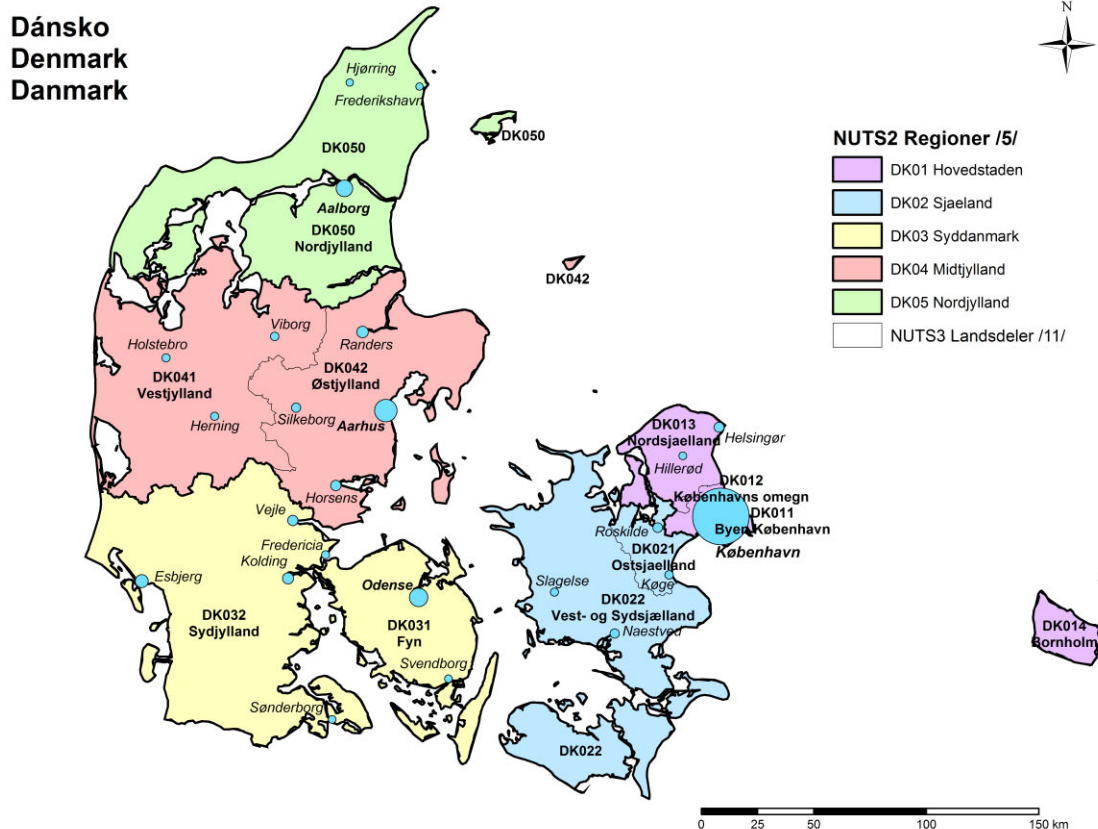 Dánsko
Denmark
Danmark
N
Hjørring
Frederikshavn
DK050
DK050
Aalborg
DK050
Nordjylland
NUTS2 Regioner /5/
DK01 Hovedstaden
DK02 Sjaeland
DK03 Syddanmark
DK04 Midtjylland
DK05 Nordjylland
NUTS3 Landsdeler /11/
DK042
Viborg
Randers
Holstebro
DK041
Vestjylland
DK042
Østjylland
Herning
Silkeborg
Aarhus
Horsens
DK013
Nordsjaelland
Helsingør
Hillerød
DK012
Københavns omegn
DK011
Byen København
København
Roskilde
DK021
Ostsjaelland
Køge
Slagelse
DK022
Vest- og Sydsjælland
Naestved
Vejle
Fredericia
Kolding
Esbjerg
Odense
DK032
Sydjylland
DK031
Fyn
Svendborg
Sønderborg
DK022
DK014
Bornholm
0 25 50 100 150 km